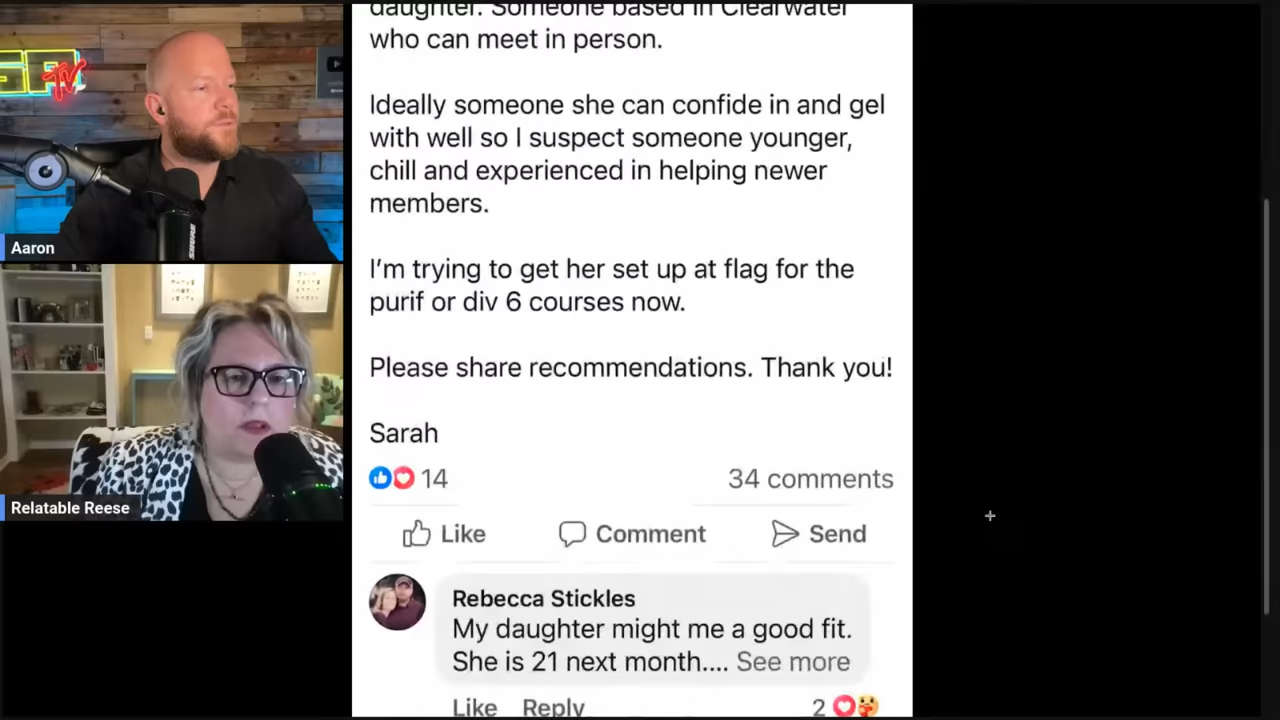 TV
Aaron
Relatable Reese
daughter. Someone based in Clearwater
who can meet in person.
Ideally someone she can confide in and gel
with well so I suspect someone younger,
chill and experienced in helping newer
members.
I'm trying to get her set up at flag for the
purif or div 6 courses now.
Please share recommendations. Thank you!
Sarah
14
34 comments
Like
Comment
Send
Rebecca Stickles
My daughter might me a good fit.
She is 21 next month.... See more
Like Reply
2